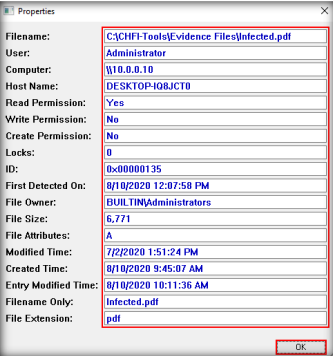 Properties
Filename: C:\CHFI-Tools\Evidence Files\Infected.pdf
User: Administrator
Computer: \\10.0.0.10
Host Name: DESKTOP-IQ8JCT0
Read Permission: Yes
Write Permission: No
Create Permission: No
Locks: 0
ID: 0x00000135
First Detected On: 8/10/2020 12:07:58 PM
File Owner: BUILTIN\Administrators
File Size: 6,771
File Attributes: A
Modified Time: 7/2/2020 1:51:24 PM
Created Time: 8/10/2020 9:45:07 AM
Entry Modified Time: 8/10/2020 10:11:36 AM
Filename Only: Infected.pdf
File Extension: pdf
OK